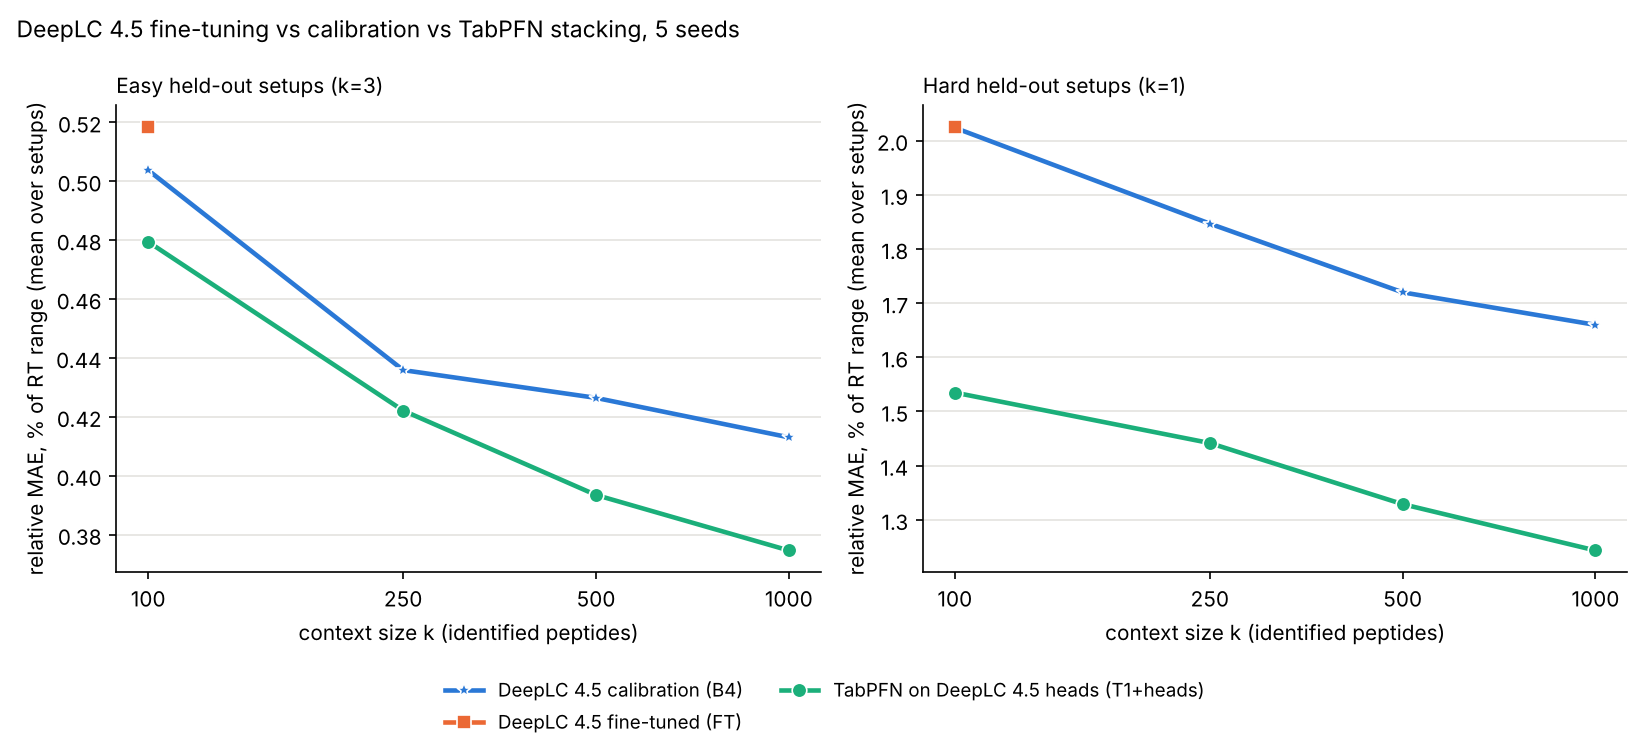 DeepLC 4.5 fine-tuning vs calibration vs TabPFN stacking, 5 seeds
Easy held-out setups (k=3)
relative MAE, % of RT range (mean over setups)
0.52
0.50
0.48
0.46
0.44
0.42
0.40
0.38
100
250
500
1000
context size k (identified peptides)
Hard held-out setups (k=1)
relative MAE, % of RT range (mean over setups)
2.0
1.9
1.8
1.7
1.6
1.5
1.4
1.3
100
250
500
1000
context size k (identified peptides)
DeepLC 4.5 calibration (B4)
DeepLC 4.5 fine-tuned (FT)
TabPFN on DeepLC 4.5 heads (T1+heads)